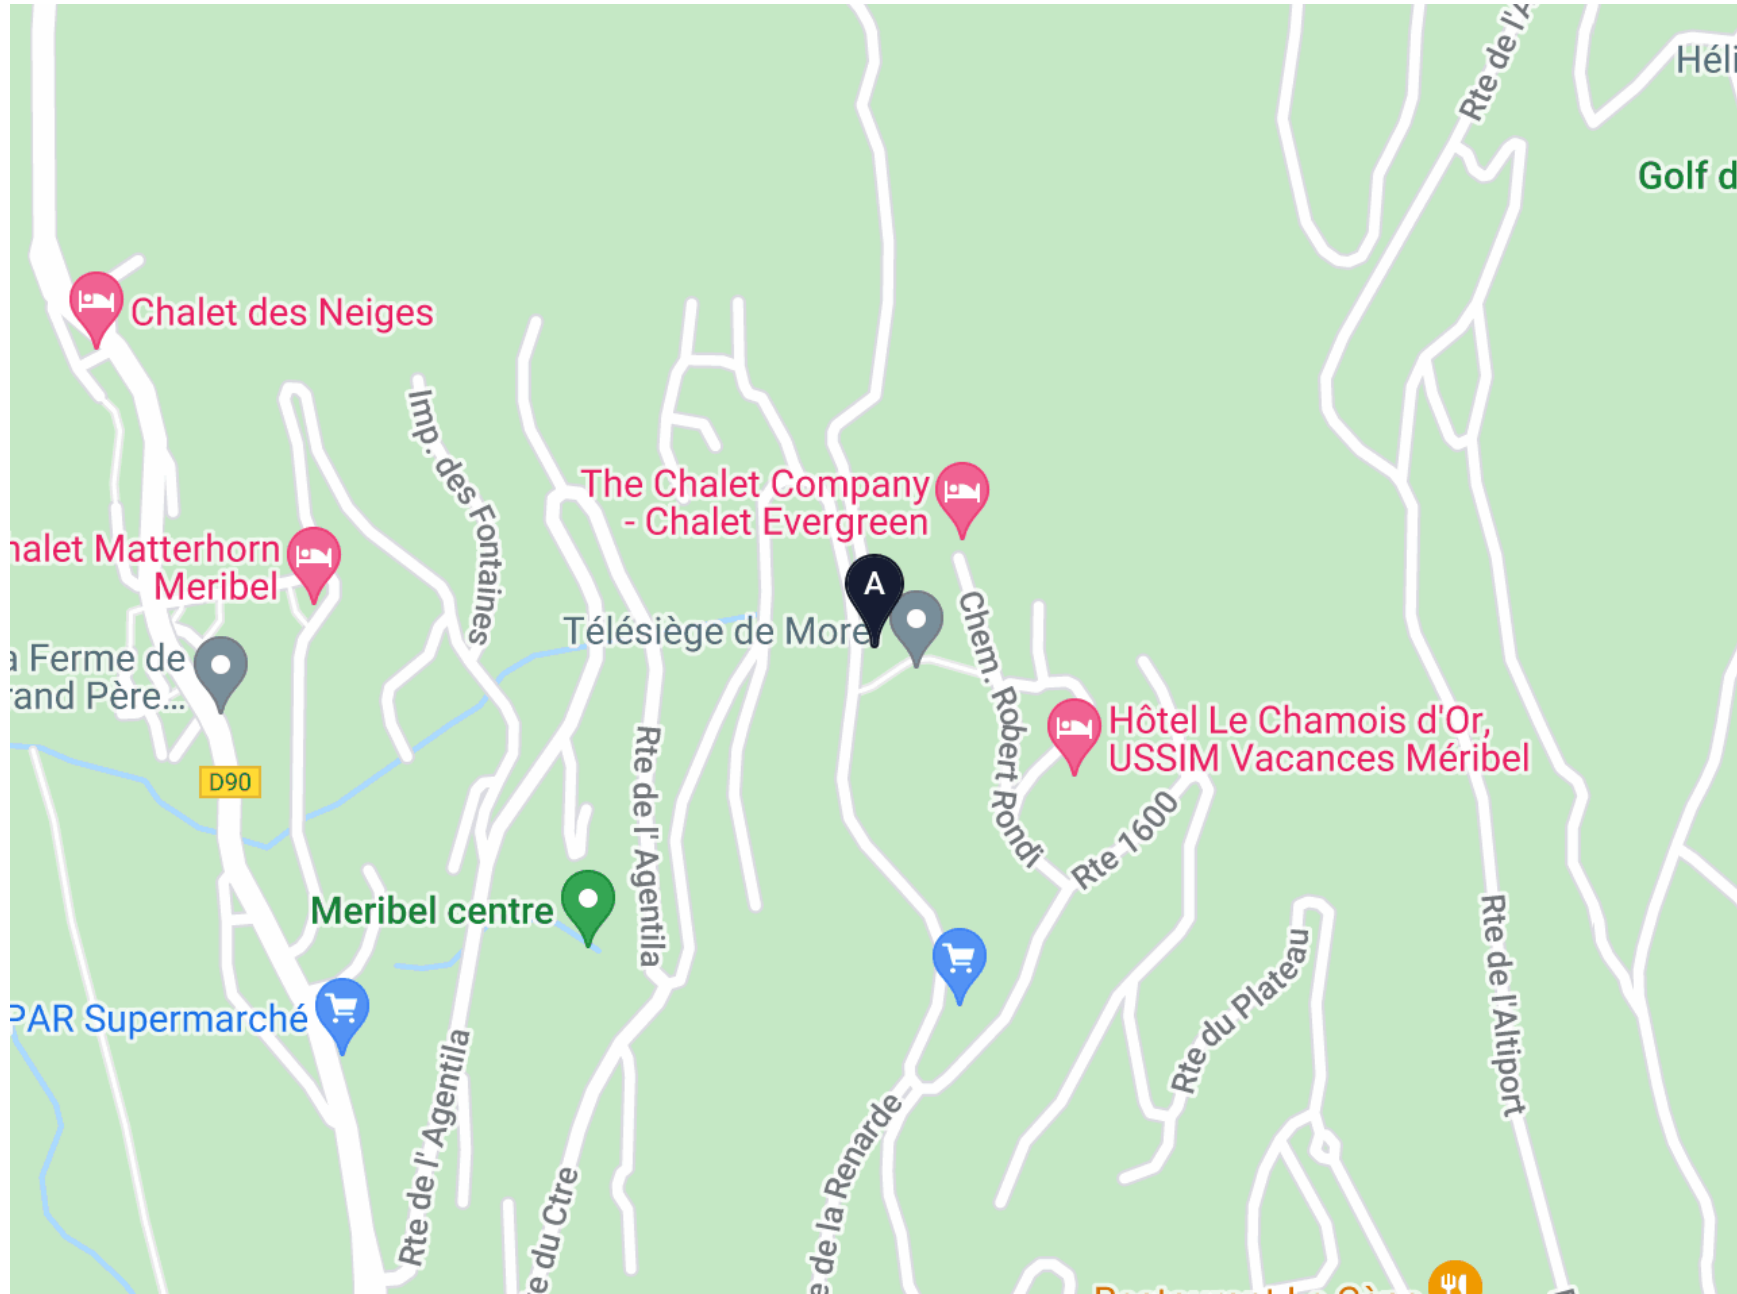 Rte de l'A
Héli
Golf d
Chalet des Neiges
Imp. des Fontaines
The Chalet Company
- Chalet Evergreen
halet Matterhorn
Meribel
A
Télésiège de More
Chem. Robert Rondi
a Ferme de
rand Père...
Hôtel Le Chamois d'Or,
USSIM Vacances Méribel
D90
Rte de l'Agentila
Rte 1600
Meribel centre
Rte du Plateau
Rte de l'Altiport
PAR Supermarché
Rte de l'Agentila
e du Ctre
e de la Renarde